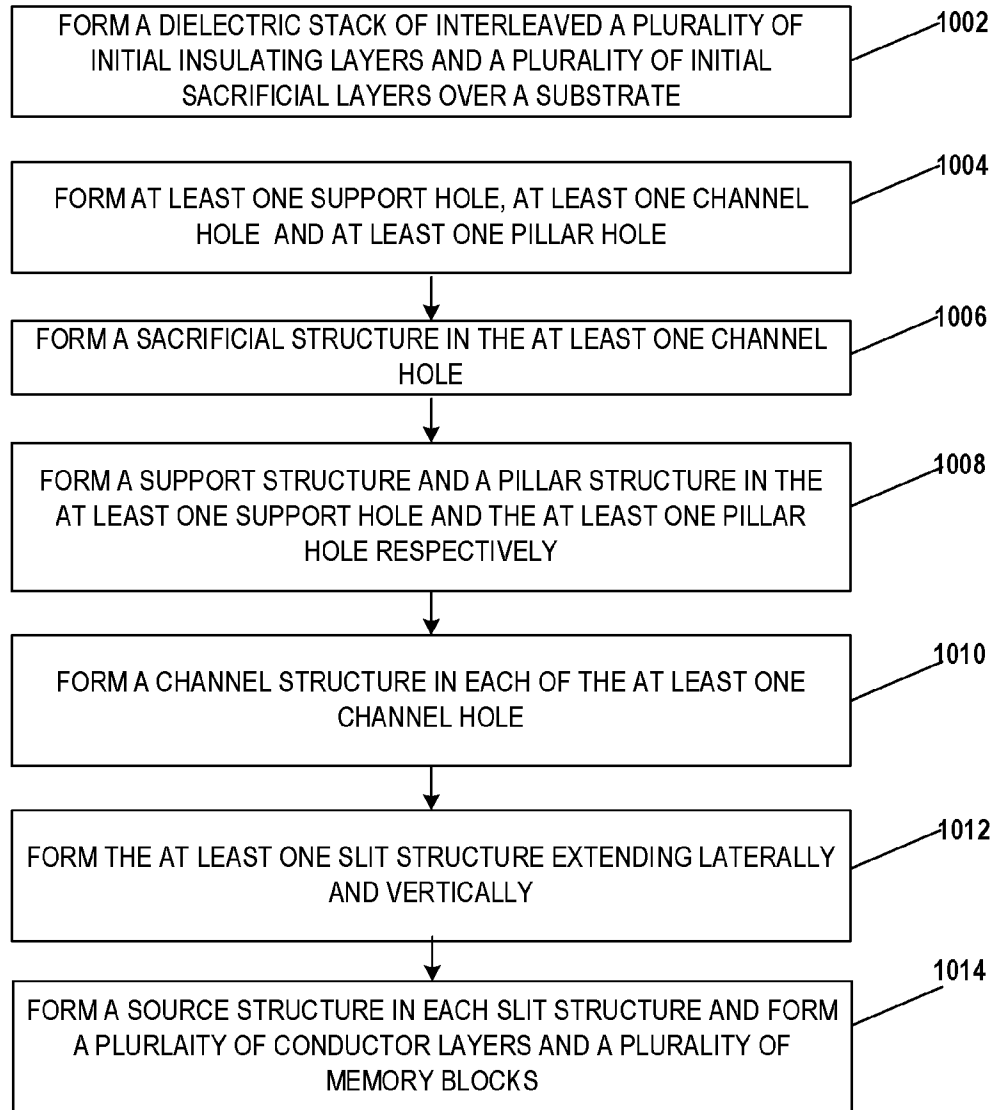 FORM A DIELECTRIC STACK OF INTERLEAVED A PLURALITY OF
INITIAL INSULATING LAYERS AND A PLURALITY OF INITIAL
SACRIFICIAL LAYERS OVER A SUBSTRATE
1002
FORM AT LEAST ONE SUPPORT HOLE, AT LEAST ONE CHANNEL
HOLE AND AT LEAST ONE PILLAR HOLE
1004
FORM A SACRIFICIAL STRUCTURE IN THE AT LEAST ONE CHANNEL
HOLE
1006
FORM A SUPPORT STRUCTURE AND A PILLAR STRUCTURE IN THE
AT LEAST ONE SUPPORT HOLE AND THE AT LEAST ONE PILLAR
HOLE RESPECTIVELY
1008
FORM A CHANNEL STRUCTURE IN EACH OF THE AT LEAST ONE
CHANNEL HOLE
1010
FORM THE AT LEAST ONE SLIT STRUCTURE EXTENDING LATERALLY
AND VERTICALLY
1012
FORM A SOURCE STRUCTURE IN EACH SLIT STRUCTURE AND FORM
A PLURLAITY OF CONDUCTOR LAYERS AND A PLURALITY OF
MEMORY BLOCKS
1014